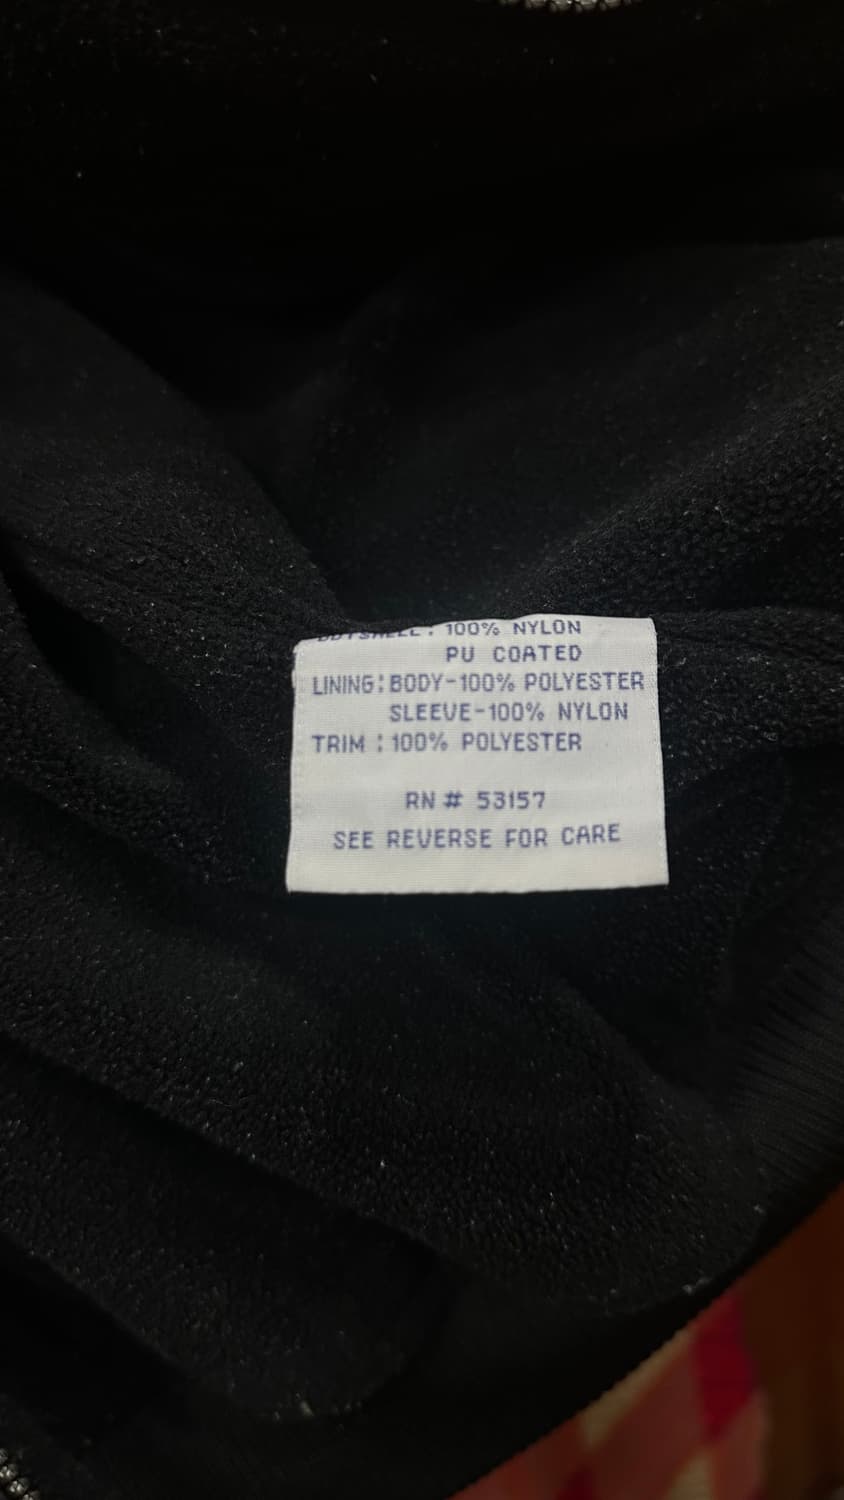 : 100% NYLON
PU COATED
LINING: BODY-100% POLYESTER
SLEEVE-100% NYLON
TRIM : 100% POLYESTER
RN # 53157
SEE REVERSE FOR CARE